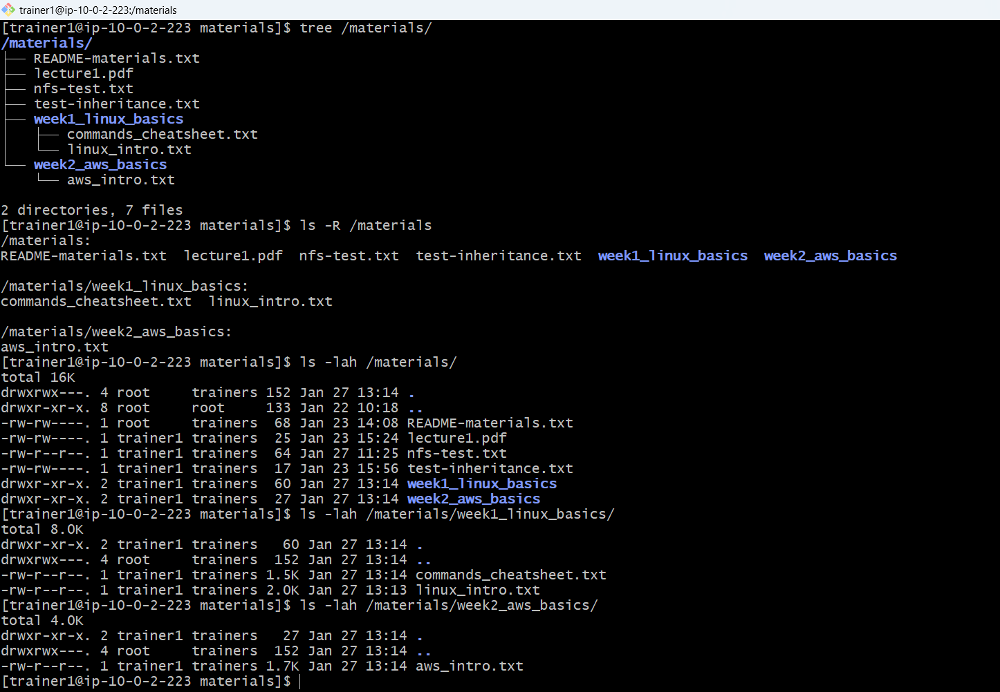 trainer1@ip-10-0-2-223:/materials
[trainer1@ip-10-0-2-223 materials]$ tree /materials/
/materials/
├── README-materials.txt
├── lecture1.pdf
├── nfs-test.txt
├── test-inheritance.txt
├── week1_linux_basics
│   ├── commands_cheatsheet.txt
│   └── linux_intro.txt
└── week2_aws_basics
    └── aws_intro.txt

2 directories, 7 files
[trainer1@ip-10-0-2-223 materials]$ ls -R /materials
/materials:
README-materials.txt  lecture1.pdf  nfs-test.txt  test-inheritance.txt  week1_linux_basics  week2_aws_basics

/materials/week1_linux_basics:
commands_cheatsheet.txt  linux_intro.txt

/materials/week2_aws_basics:
aws_intro.txt
[trainer1@ip-10-0-2-223 materials]$ ls -lah /materials/
total 16K
drwxrwx---. 4 root     trainers 152 Jan 27 13:14 .
drwxr-xr-x. 8 root     root     133 Jan 22 10:18 ..
-rw-rw----. 1 root     trainers  68 Jan 23 14:08 README-materials.txt
-rw-rw----. 1 trainer1 trainers  25 Jan 23 15:24 lecture1.pdf
-rw-r--r--. 1 trainer1 trainers  64 Jan 27 11:25 nfs-test.txt
-rw-rw----. 1 trainer1 trainers  17 Jan 23 15:56 test-inheritance.txt
drwxr-xr-x. 2 trainer1 trainers  60 Jan 27 13:14 week1_linux_basics
drwxr-xr-x. 2 trainer1 trainers  27 Jan 27 13:14 week2_aws_basics
[trainer1@ip-10-0-2-223 materials]$ ls -lah /materials/week1_linux_basics/
total 8.0K
drwxr-xr-x. 2 trainer1 trainers   60 Jan 27 13:14 .
drwxrwx---. 4 root     trainers  152 Jan 27 13:14 ..
-rw-r--r--. 1 trainer1 trainers 1.5K Jan 27 13:14 commands_cheatsheet.txt
-rw-r--r--. 1 trainer1 trainers 2.0K Jan 27 13:13 linux_intro.txt
[trainer1@ip-10-0-2-223 materials]$ ls -lah /materials/week2_aws_basics/
total 4.0K
drwxr-xr-x. 2 trainer1 trainers   27 Jan 27 13:14 .
drwxrwx---. 4 root     trainers  152 Jan 27 13:14 ..
-rw-r--r--. 1 trainer1 trainers 1.7K Jan 27 13:14 aws_intro.txt
[trainer1@ip-10-0-2-223 materials]$